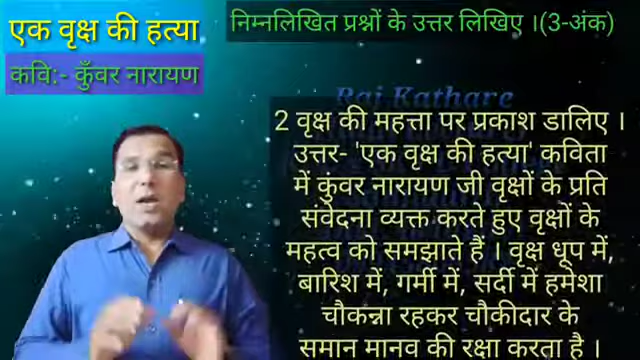 एक वृक्ष की हत्या
कवि:- कुँवर नारायण
निम्नलिखित प्रश्नों के उत्तर लिखिए ।(3-अंक)
Raj Kathare
2 वृक्ष की महत्ता पर प्रकाश डालिए ।
उत्तर- 'एक वृक्ष की हत्या' कविता
में कुंवर नारायण जी वृक्षों के प्रति
संवेदना व्यक्त करते हुए वृक्षों के
महत्व को समझाते हैं । वृक्ष धूप में,
बारिश में, गर्मी में, सर्दी में हमेशा
चौकन्ना रहकर चौकीदार के
समान मानव की रक्षा करता है ।